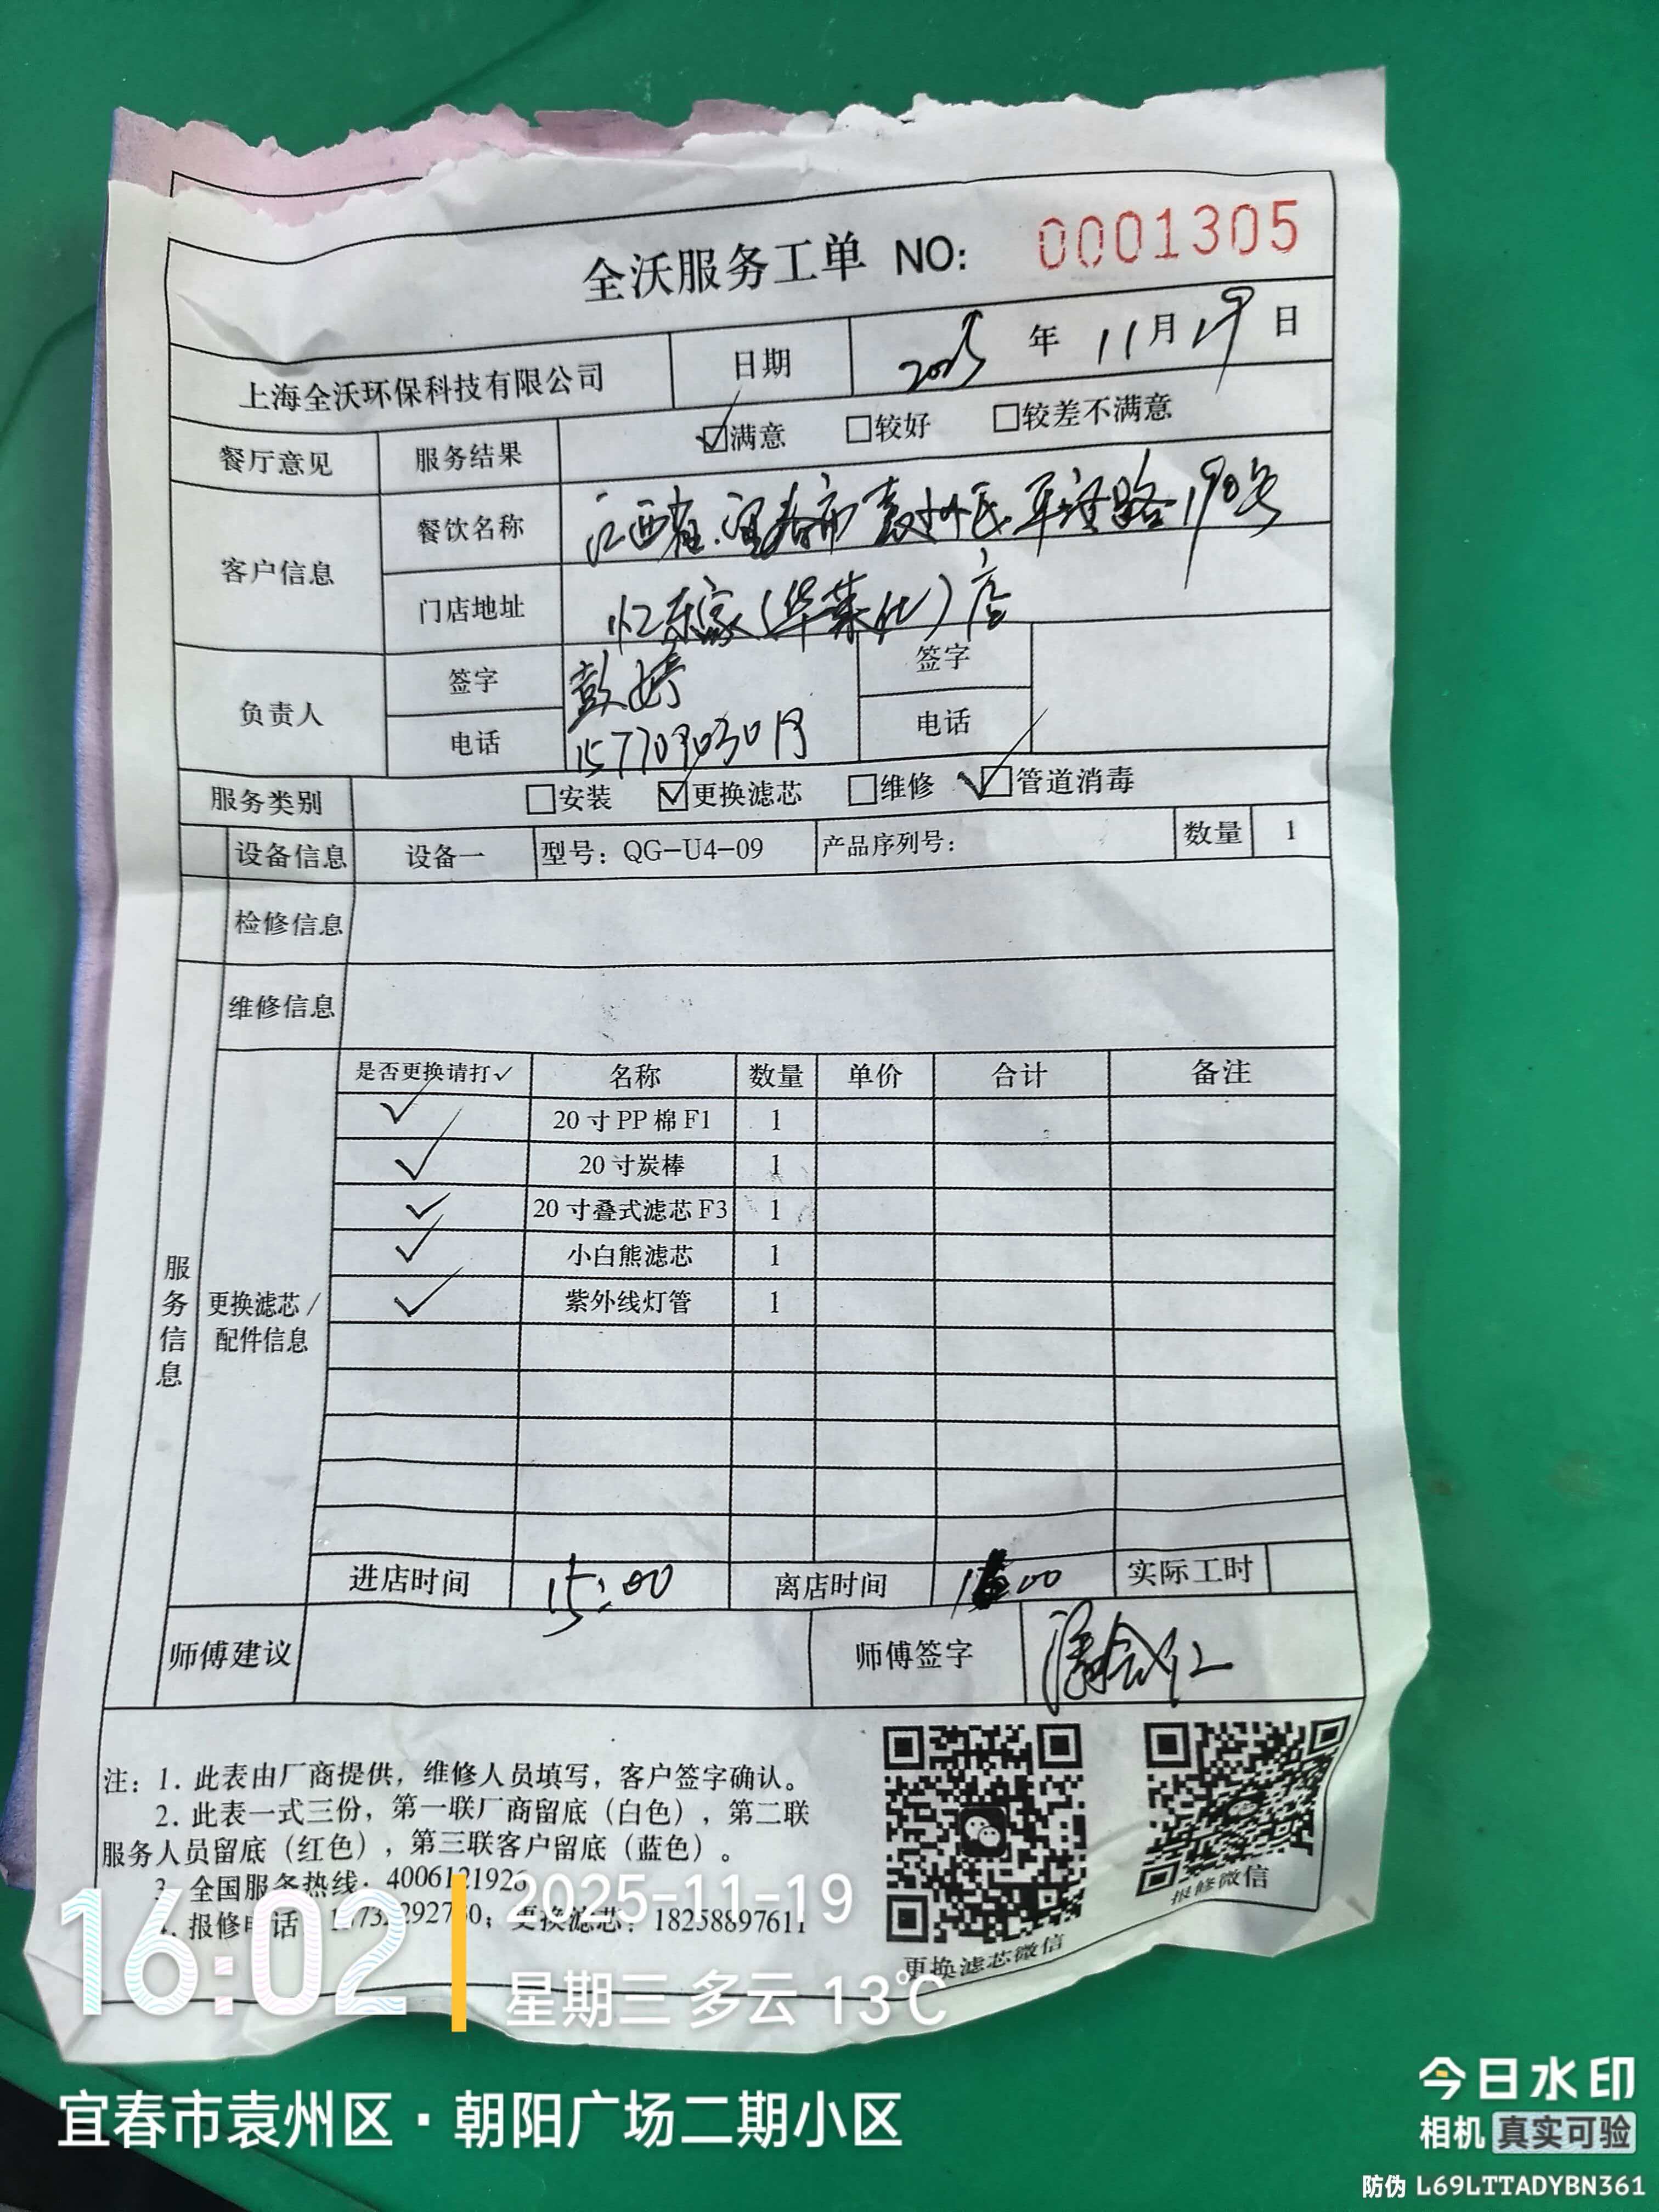 全沃服务工单 NO: 0001305
上海全沃环保科技有限公司 日期 2025 年 11 月 19 日
餐厅意见 服务结果 ☑满意 □较好 □较差不满意
客户信息 餐饮名称 江西省.宜春市袁州区平安路190号
门店地址 (华莱仕)店
负责人 签字 彭婷 签字
电话 电话
服务类别 □安装 ☑更换滤芯 □维修 ☑管道消毒
设备信息 设备一 型号：QG-U4-09 产品序列号： 数量 1
检修信息
维修信息
服务信息
更换滤芯/配件信息
是否更换请打✓ 名称 数量 单价 合计 备注
✓ 20寸PP棉F1 1
✓ 20寸炭棒 1
✓ 20寸叠式滤芯F3 1
✓ 小白熊滤芯 1
✓ 紫外线灯管 1
进店时间 15:00 离店时间 16:00 实际工时
师傅建议 师傅签字
注：1. 此表由厂商提供，维修人员填写，客户签字确认。
2. 此表一式三份，第一联厂商留底（白色），第二联
服务人员留底（红色），第三联客户留底（蓝色）。
3. 全国服务热线：4006121926
4. 报修电话 更换滤芯：18258897611
更换滤芯微信
报修微信
16:02
2025-11-19
星期三 多云 13℃
宜春市袁州区·朝阳广场二期小区
今日水印
相机 真实可验
防伪 L69LTTADYBN361